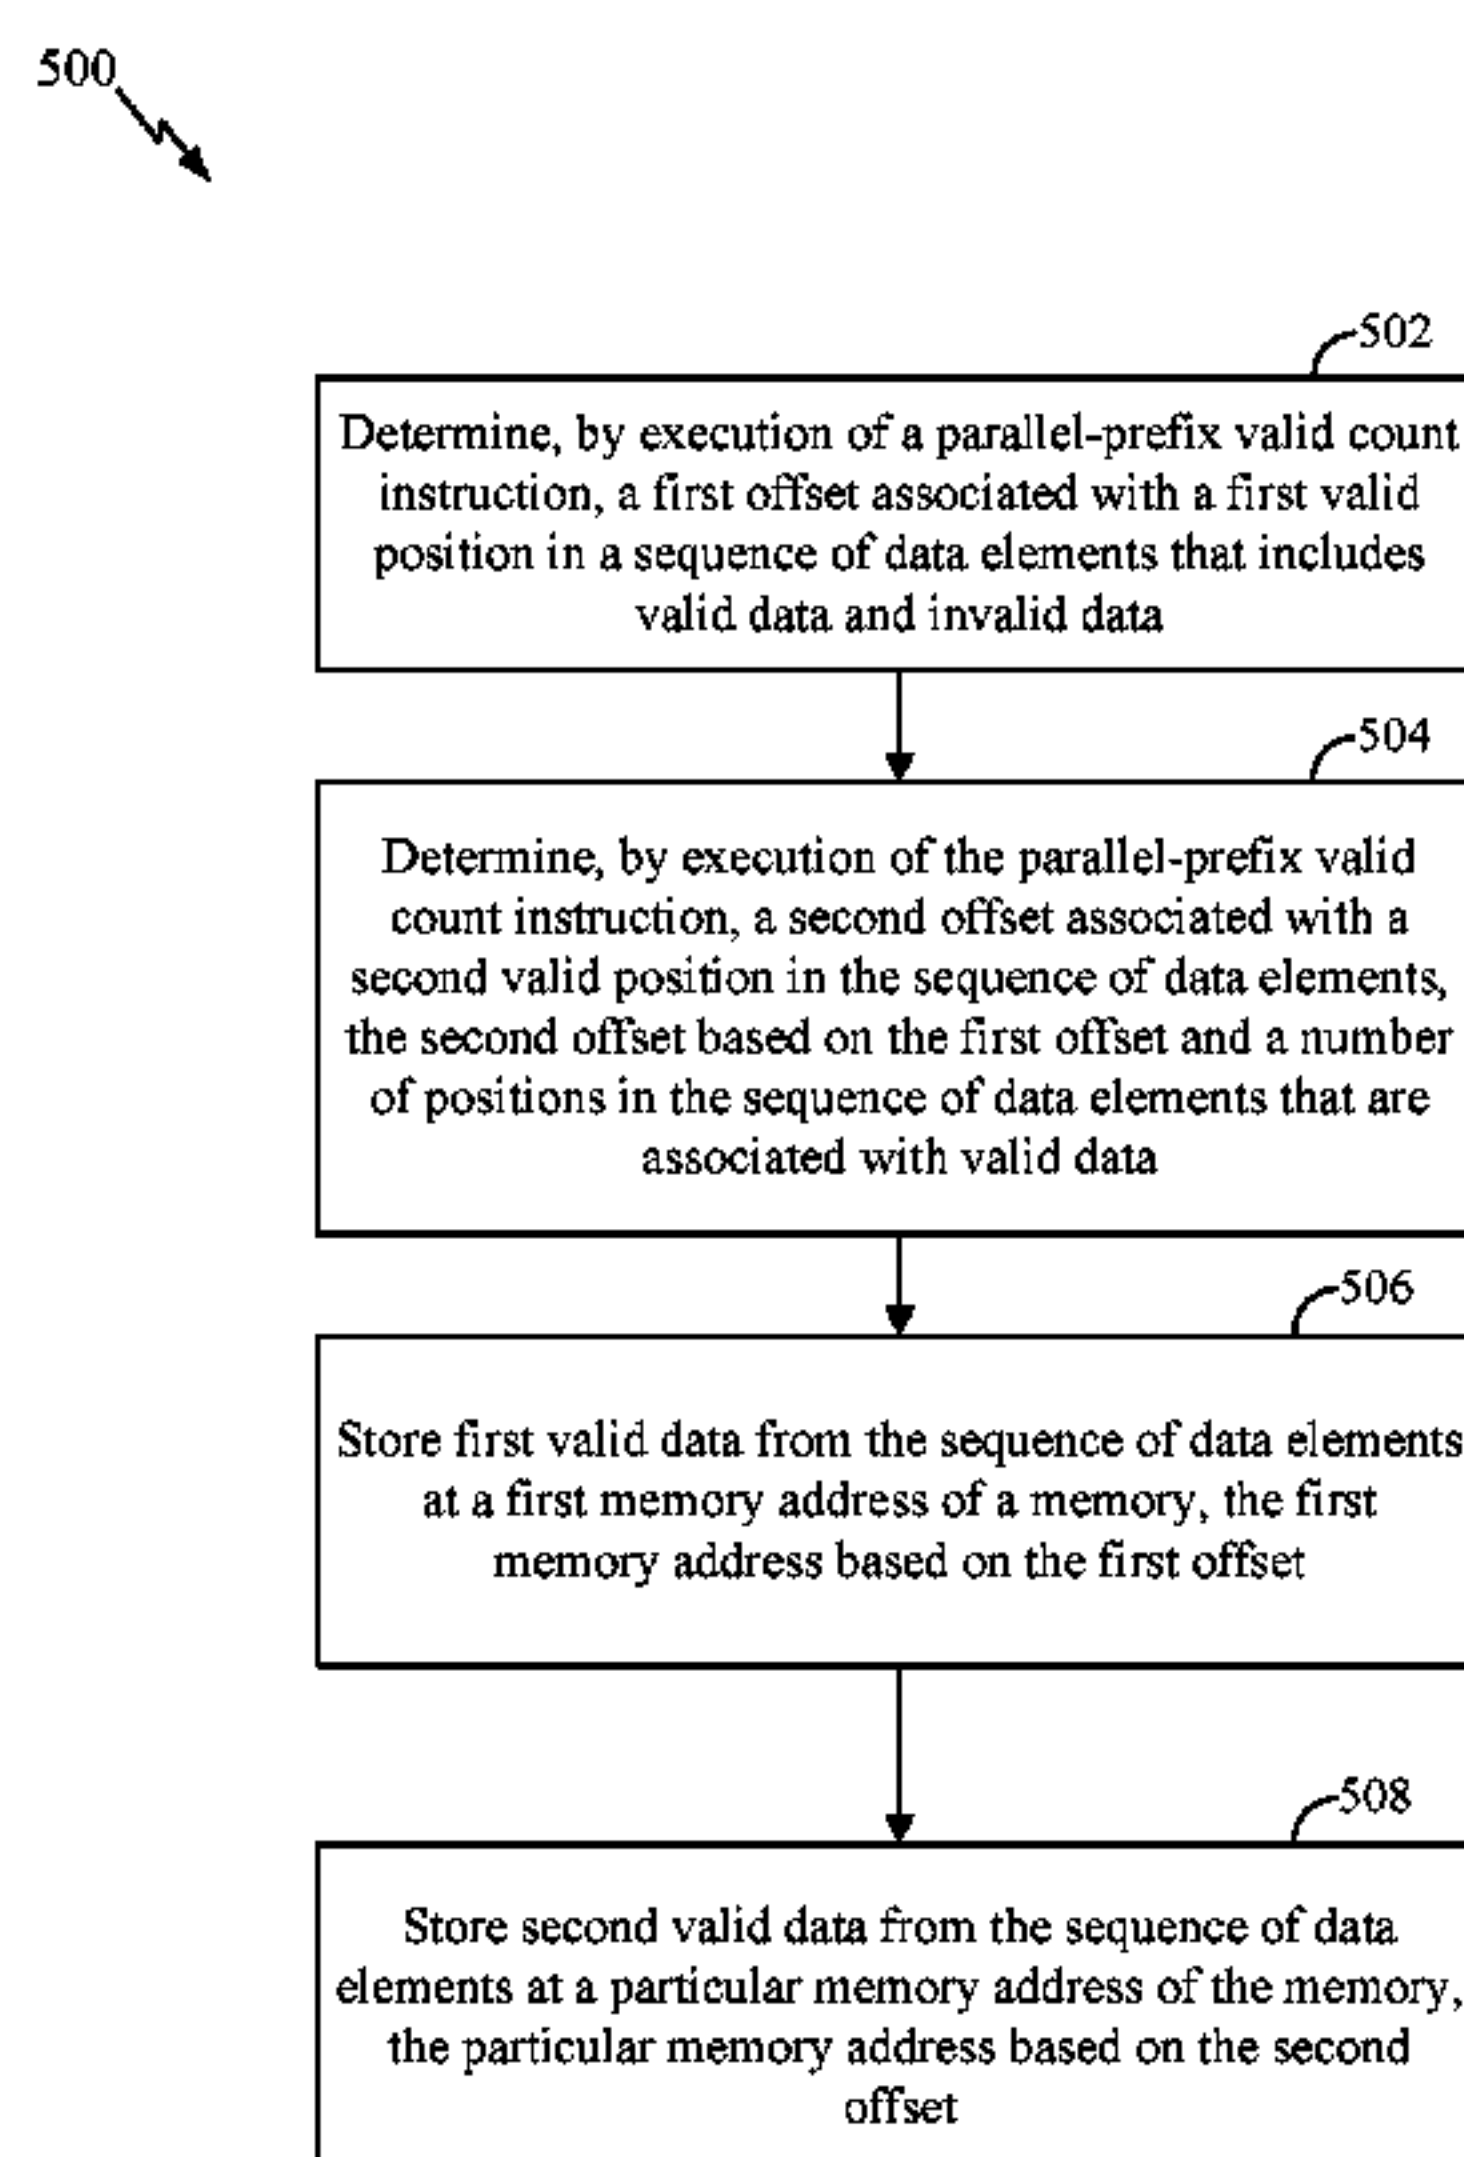 500
502
Determine, by execution of a parallel-prefix valid count
instruction, a first offset associated with a first valid
position in a sequence of data elements that includes
valid data and invalid data
504
Determine, by execution of the parallel-prefix valid
count instruction, a second offset associated with a
second valid position in the sequence of data elements,
the second offset based on the first offset and a number
of positions in the sequence of data elements that are
associated with valid data
506
Store first valid data from the sequence of data elements
at a first memory address of a memory, the first
memory address based on the first offset
508
Store second valid data from the sequence of data
elements at a particular memory address of the memory,
the particular memory address based on the second
offset